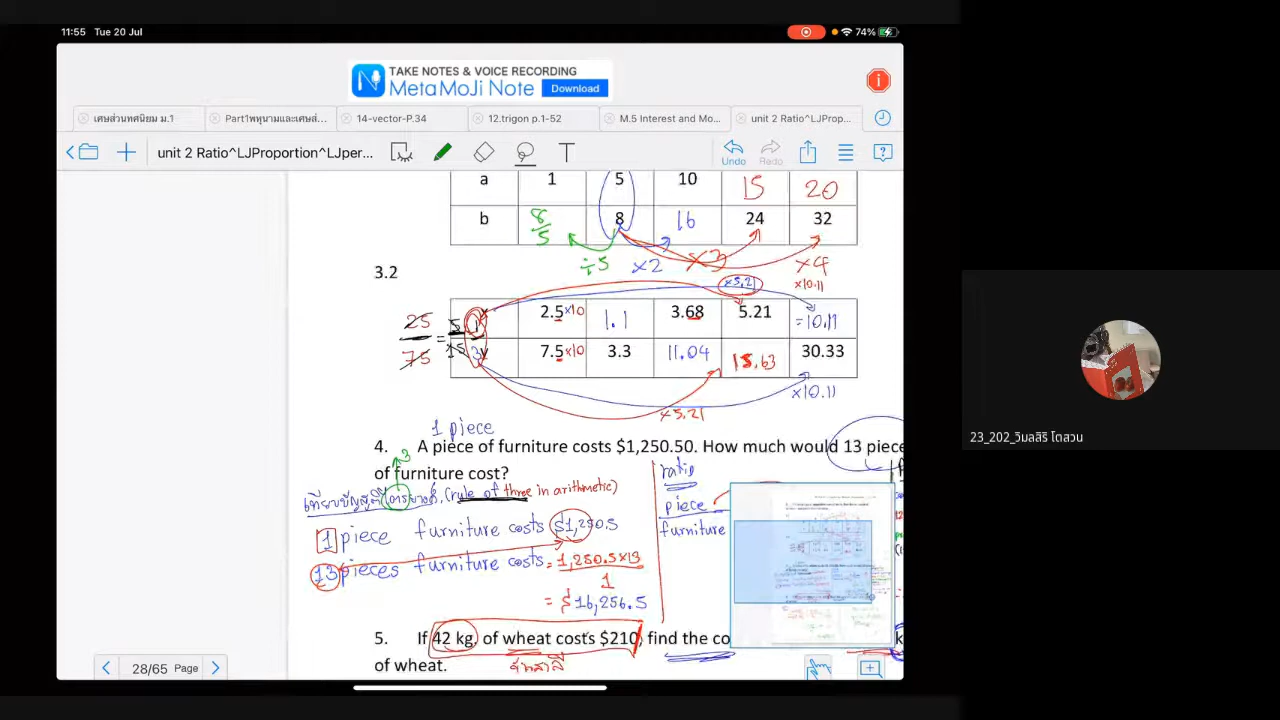 11:55 Tue 20 Jul
74%
TAKE NOTES & VOICE RECORDING
MetaMoJi Note
Download
เศษส่วนทศนิยม ม.1
Part1พหุนามและเศษส่...
14-vector-P.34
12.trigon p.1-52
M.5 Interest and Mo...
unit 2 Ratio^LJProp...
unit 2 Ratio^LJProportion^LJper...
Undo
Redo
a 1 5 10 15 20
b 8/5 8 16 24 32
÷5 ×2 ×3 ×4
3.2
×5.21 ×10.11
25/75 = 5/15
1 2.5×10 1.1 3.68 5.21 =10.11
3 7.5×10 3.3 11.04 15.63 30.33
×5.21 ×10.11
1 piece
4. A piece of furniture costs $1,250.50. How much would 13 piece
of furniture cost?
3
(rule of three in arithmetic)
ratio
piece
furniture
1 piece furniture costs $1,250.5
13 pieces furniture costs = 1,250.5×13
1
= $16,256.5
5. If 42 kg of wheat costs $210, find the co
of wheat.
ข้าวสาลี
28/65 Page
23_202_วิมลสิริ โตสวน